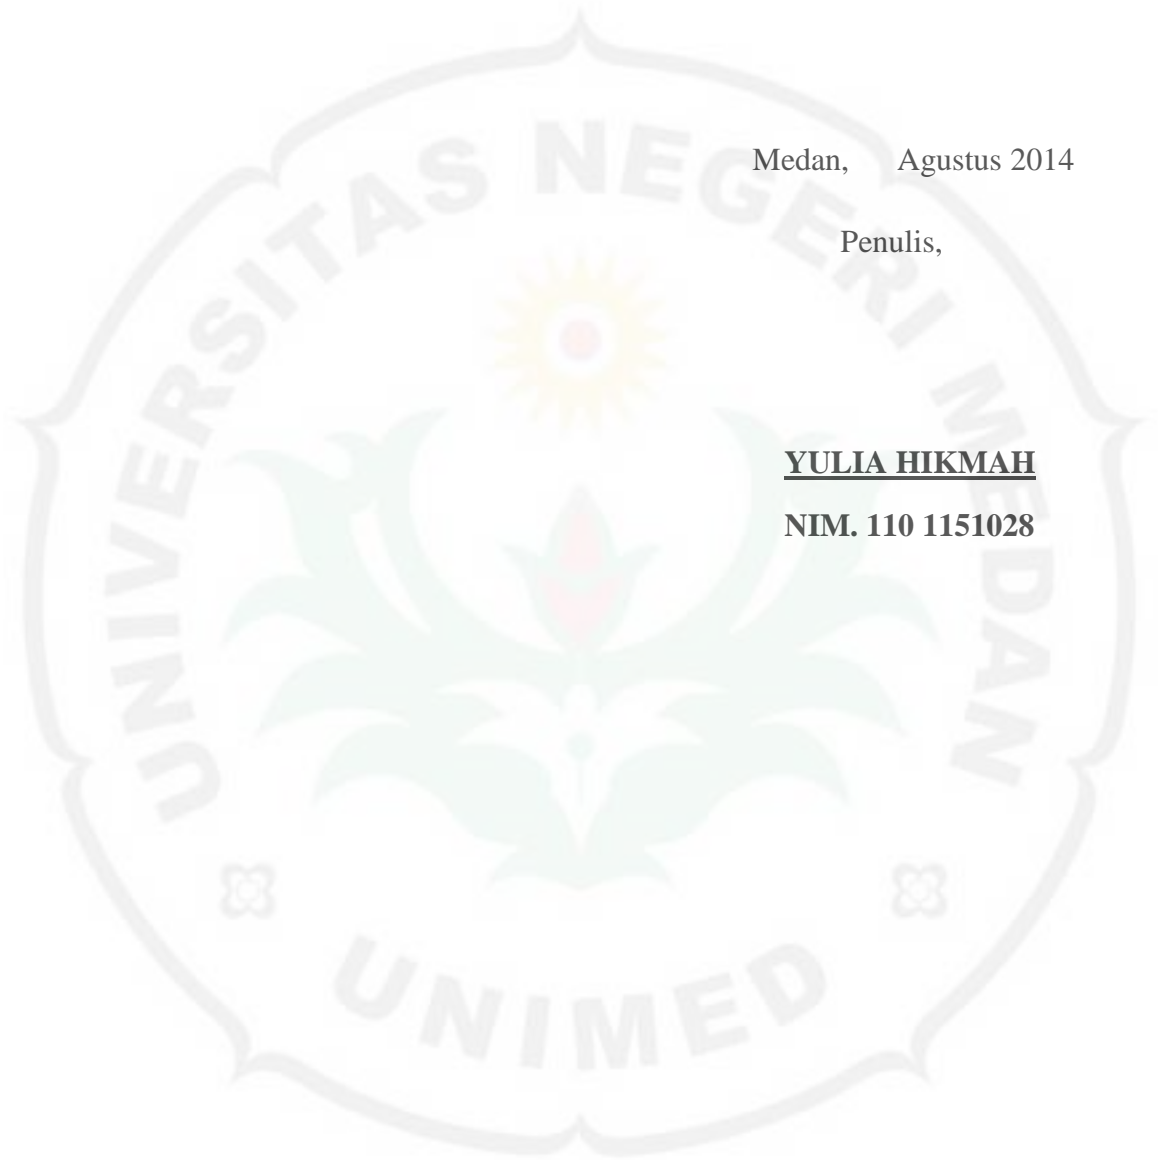 UNIVERSITAS NEGERI MEDAN
Medan, Agustus 2014
Penulis,
YULIA HIKMAH
NIM. 110 1151028
UNIMED